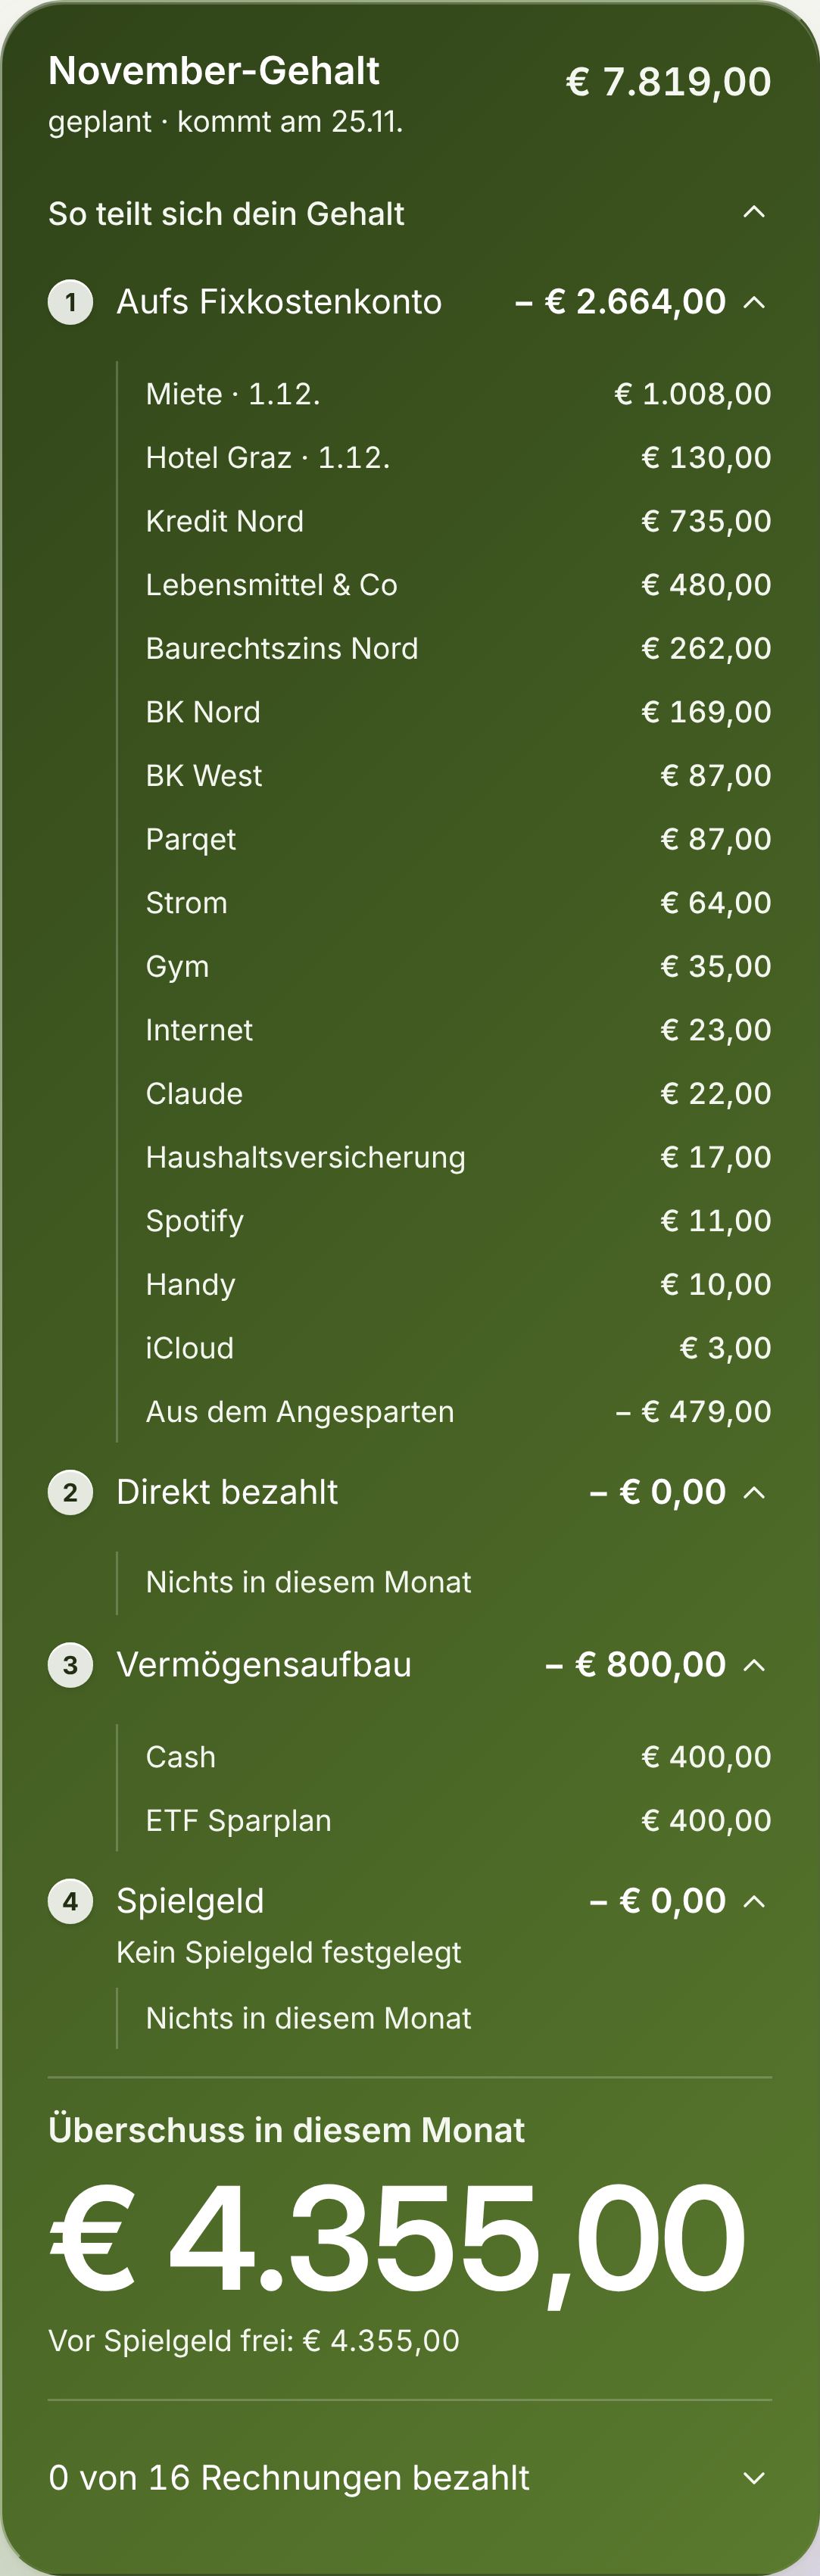 November-Gehalt
€ 7.819,00
geplant · kommt am 25.11.
So teilt sich dein Gehalt
1 Aufs Fixkostenkonto – € 2.664,00
Miete · 1.12. € 1.008,00
Hotel Graz · 1.12. € 130,00
Kredit Nord € 735,00
Lebensmittel & Co € 480,00
Baurechtszins Nord € 262,00
BK Nord € 169,00
BK West € 87,00
Parqet € 87,00
Strom € 64,00
Gym € 35,00
Internet € 23,00
Claude € 22,00
Haushaltsversicherung € 17,00
Spotify € 11,00
Handy € 10,00
iCloud € 3,00
Aus dem Angesparten – € 479,00
2 Direkt bezahlt – € 0,00
Nichts in diesem Monat
3 Vermögensaufbau – € 800,00
Cash € 400,00
ETF Sparplan € 400,00
4 Spielgeld – € 0,00
Kein Spielgeld festgelegt
Nichts in diesem Monat
Überschuss in diesem Monat
€ 4.355,00
Vor Spielgeld frei: € 4.355,00
0 von 16 Rechnungen bezahlt